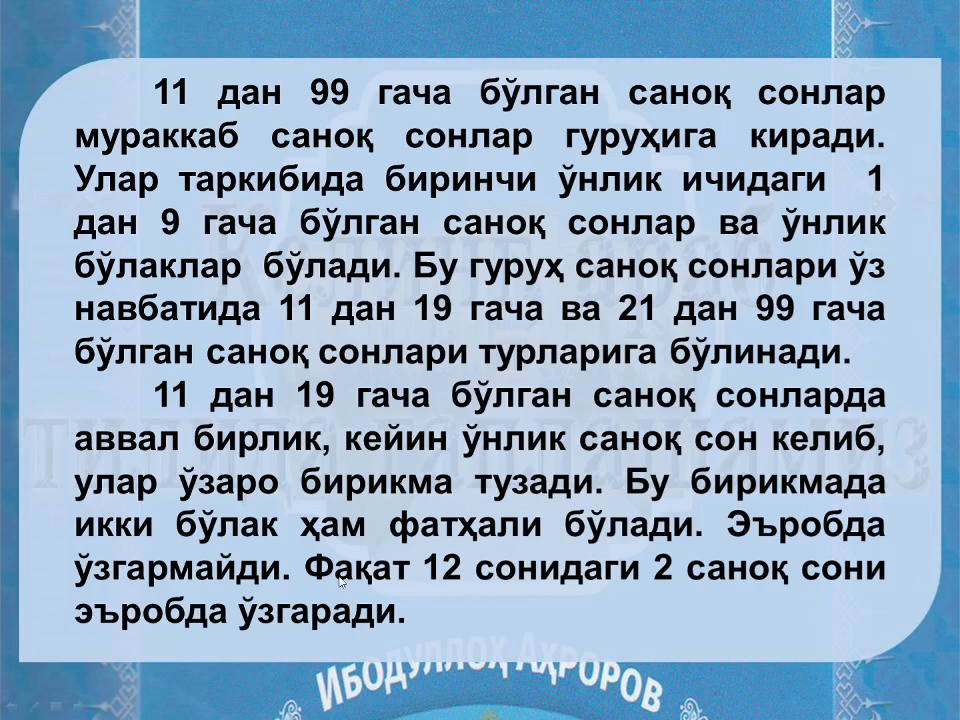 11 дан 99 гача бўлган саноқ сонлар
мураккаб саноқ сонлар гуруҳига киради.
Улар таркибида биринчи ўнлик ичидаги 1
дан 9 гача бўлган саноқ сонлар ва ўнлик
бўлаклар бўлади. Бу гуруҳ саноқ сонлари ўз
навбатида 11 дан 19 гача ва 21 дан 99 гача
бўлган саноқ сонлари турларига бўлинади.
11 дан 19 гача бўлган саноқ сонларда
аввал бирлик, кейин ўнлик саноқ сон келиб,
улар ўзаро бирикма тузади. Бу бирикмада
икки бўлак ҳам фатҳали бўлади. Эъробда
ўзгармайди. Фақат 12 сонидаги 2 саноқ сони
эъробда ўзгаради.
Келинг араб
тилида гаплашамиз
ИБОДУЛЛОҲ АҲРОРОВ